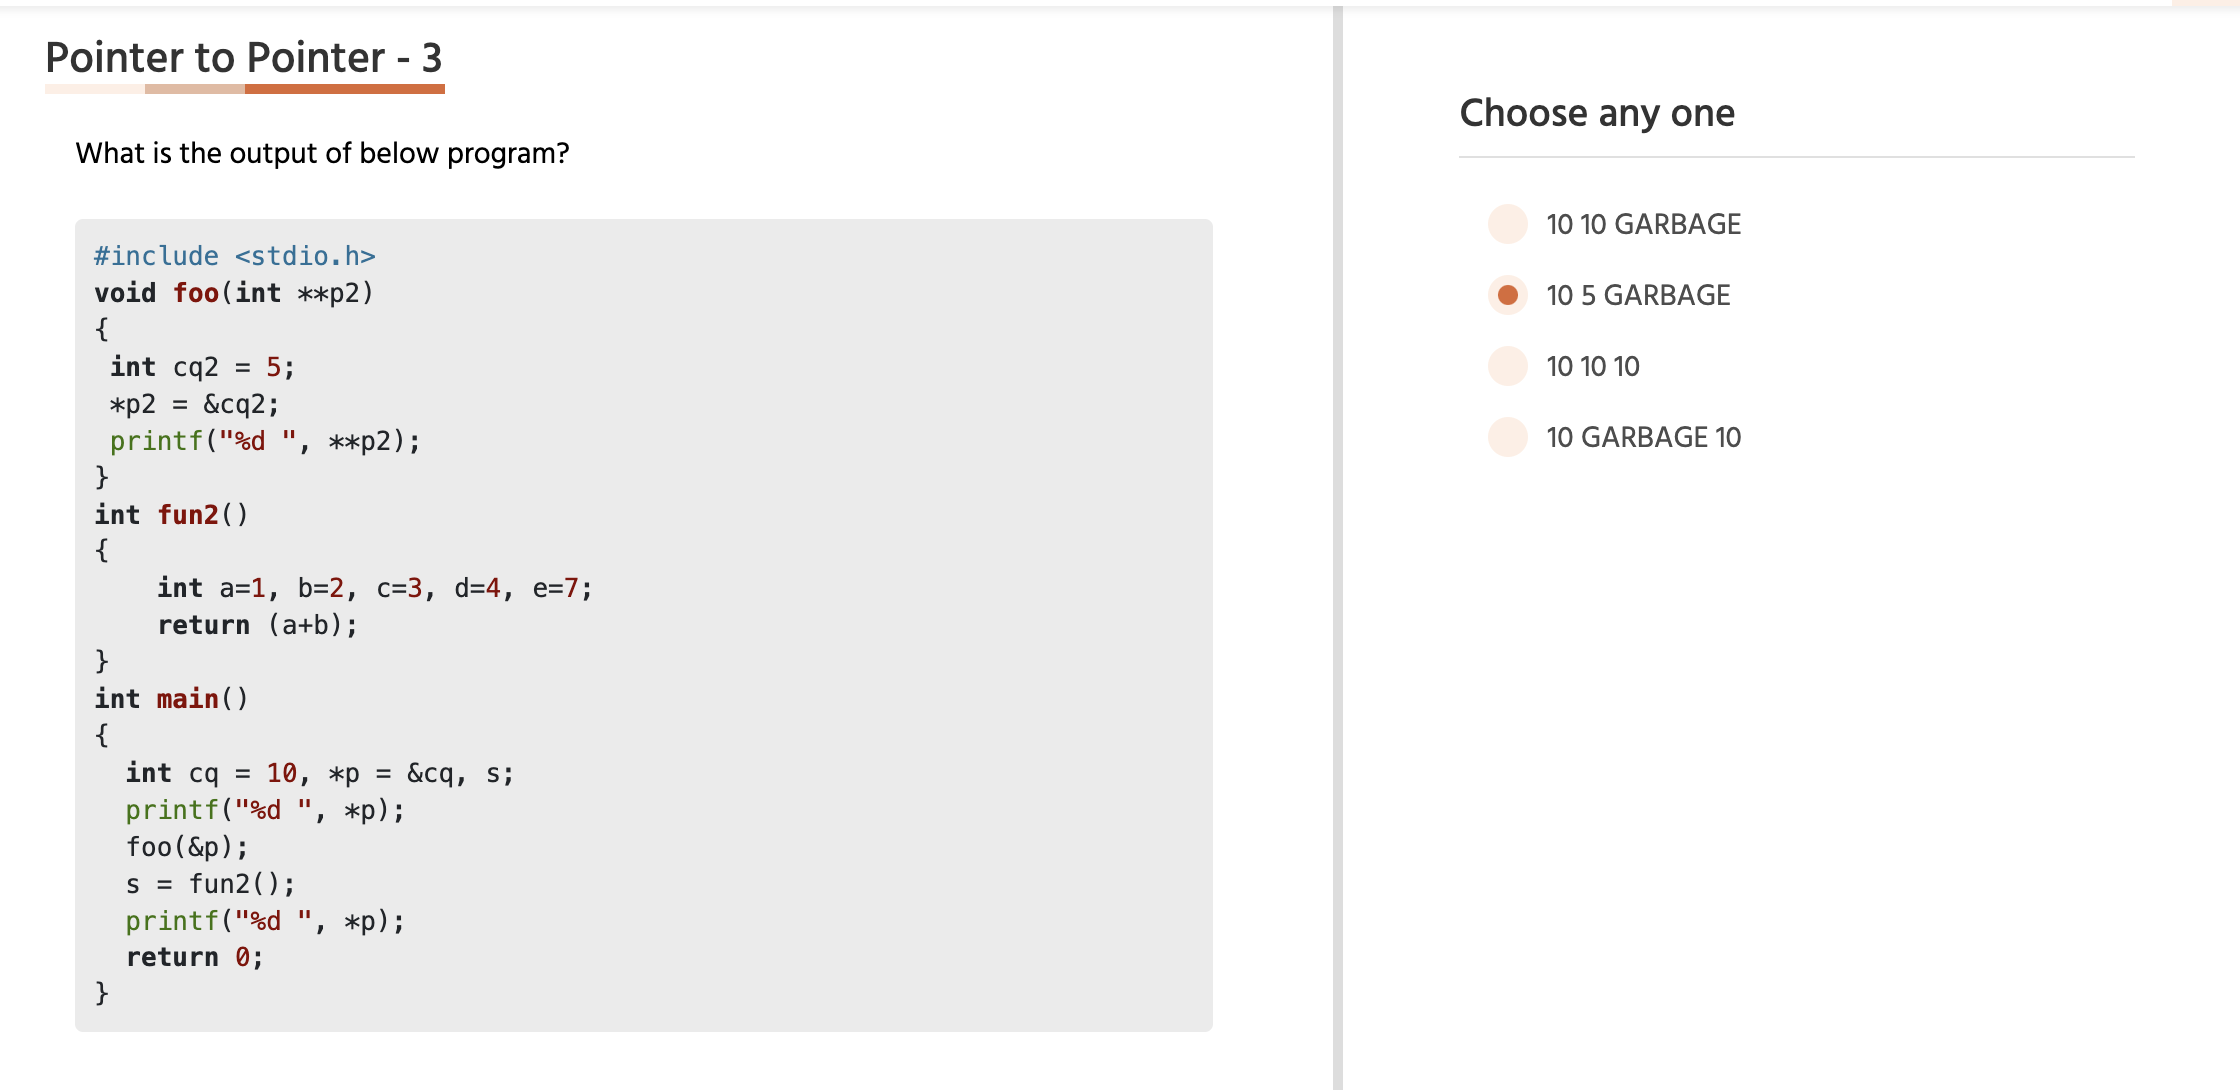 Pointer to Pointer - 3
What is the output of below program?
#include <stdio.h>
void foo(int **p2)
{
 int cq2 = 5;
 *p2 = &cq2;
 printf("%d ", **p2);
}
int fun2()
{
    int a=1, b=2, c=3, d=4, e=7;
    return (a+b);
}
int main()
{
  int cq = 10, *p = &cq, s;
  printf("%d ", *p);
  foo(&p);
  s = fun2();
  printf("%d ", *p);
  return 0;
}
Choose any one
10 10 GARBAGE
10 5 GARBAGE
10 10 10
10 GARBAGE 10